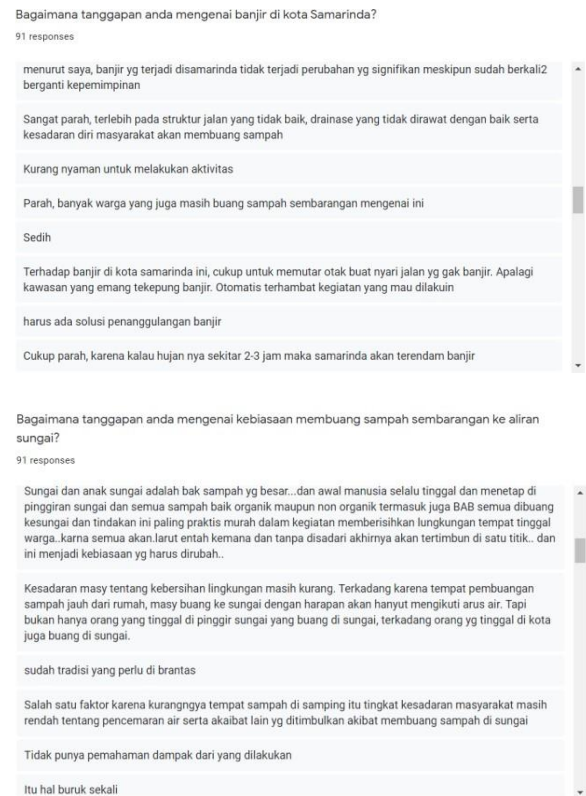 Bagaimana tanggapan anda mengenai banjir di kota Samarinda?
91 responses
menurut saya, banjir yg terjadi disamarinda tidak terjadi perubahan yg signifikan meskipun sudah berkali2
berganti kepemimpinan
Sangat parah, terlebih pada struktur jalan yang tidak baik, drainase yang tidak dirawat dengan baik serta
kesadaran diri masyarakat akan membuang sampah
Kurang nyaman untuk melakukan aktivitas
Parah, banyak warga yang juga masih buang sampah sembarangan mengenai ini
Sedih
Terhadap banjir di kota samarinda ini, cukup untuk memutar otak buat nyari jalan yg gak banjir. Apalagi
kawasan yang emang tekepung banjir. Otomatis terhambat kegiatan yang mau dilakuin
harus ada solusi penanggulangan banjir
Cukup parah, karena kalau hujan nya sekitar 2-3 jam maka samarinda akan terendam banjir
Bagaimana tanggapan anda mengenai kebiasaan membuang sampah sembarangan ke aliran
sungai?
91 responses
Sungai dan anak sungai adalah bak sampah yg besar...dan awal manusia selalu tinggal dan menetap di
pinggiran sungan dan semua sampah baik organik maupun non organik termasuk juga BAB semua dibuang
kesungai dan tindakan ini paling praktis murah dalam kegiatan memberisihkan lungkungan tempat tinggal
warga..karna semua akan.larut entah kemana dan tanpa disadari akhirnya akan tertimbun di satu titik.. dan
ini menjadi kebiasaan yg harus dirubah..
Kesadaran masy tentang kebersihan lingkungan masih kurang. Terkadang karena tempat pembuangan
sampah jauh dari rumah, masy buang ke sungai dengan harapan akan hanyut mengikuti arus air. Tapi
bukan hanya orang yang tinggal di pinggir sungai yang buang di sungai, terkadang orang yg tinggal di kota
juga buang di sungai.
sudah tradisi yang perlu di brantas
Salah satu faktor karena kurangngya tempat sampah di samping itu tingkat kesadaran masyarakat masih
rendah tentang pencemaran air serta akaibat lain yg ditimbulkan akibat membuang sampah di sungai
Tidak punya pemahaman dampak dari yang dilakukan
Itu hal buruk sekali